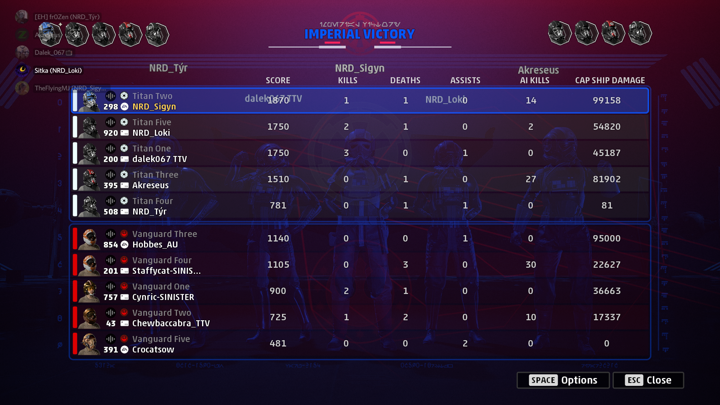 [EH] fr0Zen (NRD_Týr)
Dalek_067
Sitka (NRD_Loki)
TheFlyingMJ (NRD_Sigy
IMPERIAL VICTORY
NRD_Týr NRD_Sigyn Akreseus
SCORE KILLS DEATHS ASSISTS AI KILLS CAP SHIP DAMAGE
dalek067 TTV NRD_Loki
Titan Two
298 NRD_Sigyn 1870 1 1 0 14 99158
Titan Five
920 NRD_Loki 1750 2 1 0 2 54820
Titan One
200 dalek067 TTV 1750 3 0 1 0 45187
Titan Three
395 Akreseus 1510 0 1 0 27 81902
Titan Four
508 NRD_Týr 781 0 1 1 0 81
Vanguard Three
854 Hobbes_AU 1140 0 0 1 0 95000
Vanguard Four
201 Staffycat-SINIS... 1105 0 3 0 30 22627
Vanguard One
757 Cynric-SINISTER 900 2 1 0 0 36663
Vanguard Two
43 Chewbaccabra_TTV 725 1 2 0 10 17337
Vanguard Five
391 Crocatsow 481 0 0 2 0 0
SPACE Options ESC Close